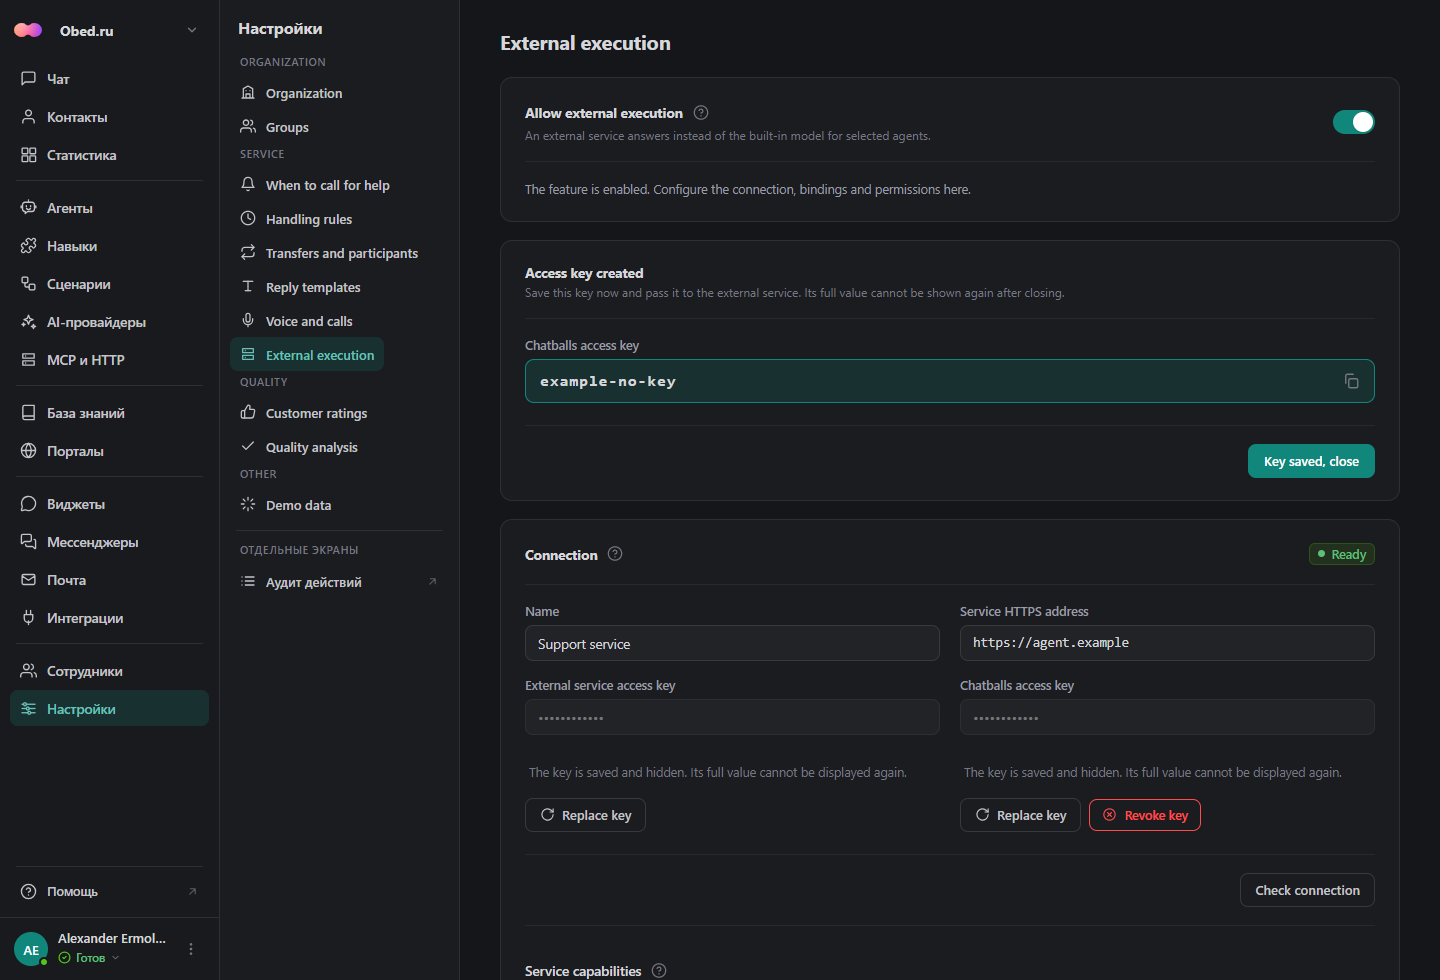 Obed.ru
Чат
Контакты
Статистика
Агенты
Навыки
Сценарии
AI-провайдеры
MCP и HTTP
База знаний
Порталы
Виджеты
Мессенджеры
Почта
Интеграции
Сотрудники
Настройки
Помощь
AE
Alexander Ermol...
Готов
Настройки
ORGANIZATION
Organization
Groups
SERVICE
When to call for help
Handling rules
Transfers and participants
Reply templates
Voice and calls
External execution
QUALITY
Customer ratings
Quality analysis
OTHER
Demo data
ОТДЕЛЬНЫЕ ЭКРАНЫ
Аудит действий
External execution
Allow external execution
An external service answers instead of the built-in model for selected agents.
The feature is enabled. Configure the connection, bindings and permissions here.
Access key created
Save this key now and pass it to the external service. Its full value cannot be shown again after closing.
Chatballs access key
example-no-key
Key saved, close
Connection
Ready
Name
Service HTTPS address
Support service
https://agent.example
External service access key
Chatballs access key
••••••••••••
••••••••••••
The key is saved and hidden. Its full value cannot be displayed again.
The key is saved and hidden. Its full value cannot be displayed again.
Replace key
Replace key
Revoke key
Check connection
Service capabilities